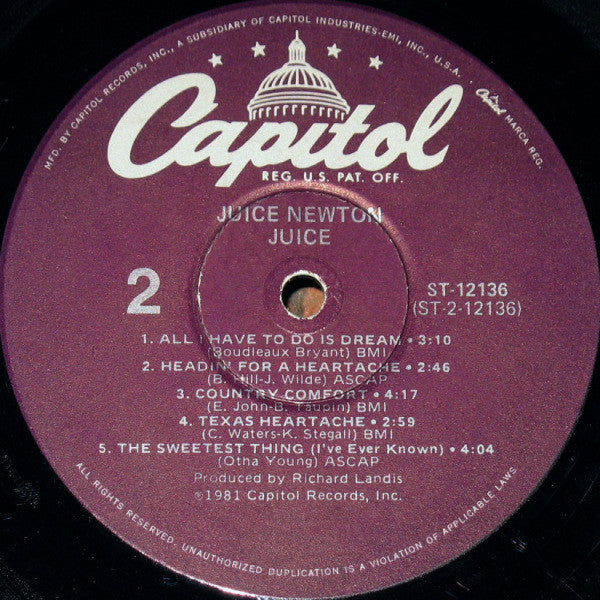 MFD. BY CAPITOL RECORDS, INC., A SUBSIDIARY OF CAPITOL INDUSTRIES-EMI, INC., U.S.A. · Capitol MARCA REG.
Capitol
REG. U.S. PAT. OFF.
JUICE NEWTON
JUICE
2
ST-12136
(ST-2-12136)
1. ALL I HAVE TO DO IS DREAM • 3:10
(Boudleaux Bryant) BMI
2. HEADIN' FOR A HEARTACHE • 2:46
(B. Hill-J. Wilde) ASCAP
3. COUNTRY COMFORT • 4:17
(E. John-B. Taupin) BMI
4. TEXAS HEARTACHE • 2:59
(C. Waters-K. Stegall) BMI
5. THE SWEETEST THING (I've Ever Known) • 4:04
(Otha Young) ASCAP
Produced by Richard Landis
℗1981 Capitol Records, Inc.
ALL RIGHTS RESERVED. UNAUTHORIZED DUPLICATION IS A VIOLATION OF APPLICABLE LAWS